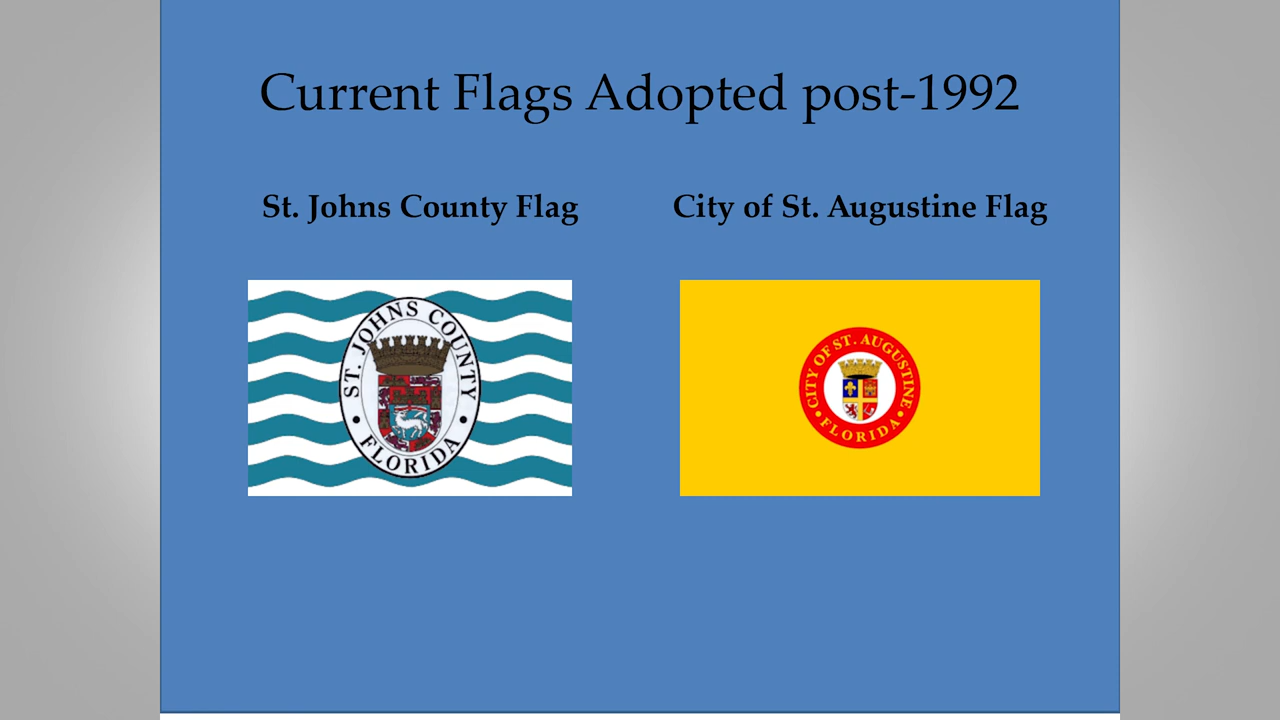 Current Flags Adopted post-1992
St. Johns County Flag
City of St. Augustine Flag
ST. JOHNS COUNTY
• FLORIDA •
CITY OF ST. AUGUSTINE
• FLORIDA •